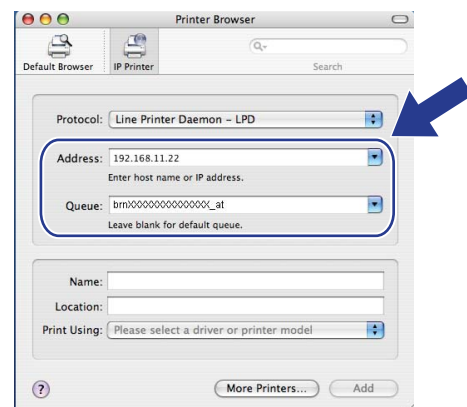 Printer Browser
Default Browser
IP Printer
Search
Protocol: Line Printer Daemon – LPD
Address: 192.168.11.22
Enter host name or IP address.
Queue: brnXXXXXXXXXXXXX_at
Leave blank for default queue.
Name:
Location:
Print Using: Please select a driver or printer model
? More Printers... Add